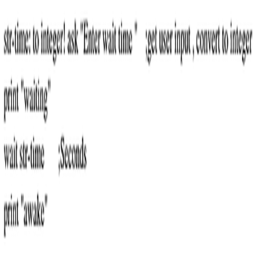 str-time: to integer! ask "Enter wait time " ;get user input , convert to integer
print "waiting"
wait str-time ;Seconds
print "awake"